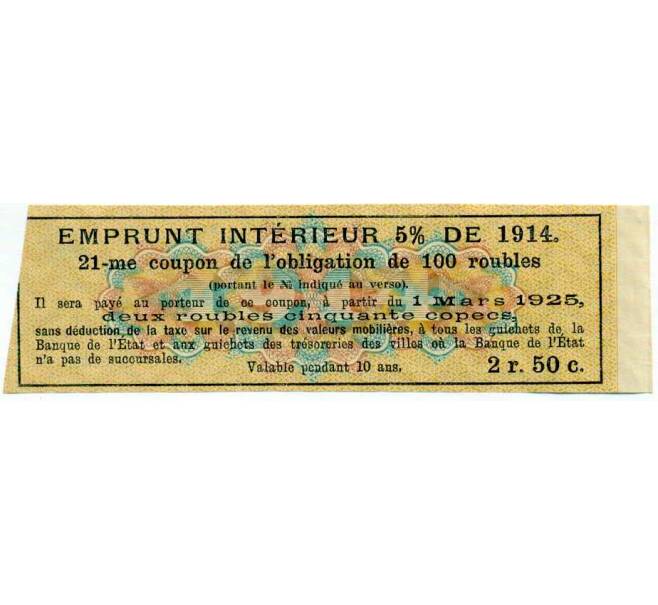 EMPRUNT INTÉRIEUR 5% DE 1914.
21-me coupon de l'obligation de 100 roubles
(portant le № indiqué au verso).
Il sera payé au porteur de ce coupon, à partir du 1 Mars 1925,
deux roubles cinquante copecs,
sans déduction de la taxe sur le revenu des valeurs mobilières, à tous les guichets de la
Banque de l'Etat et aux guichets des trésoreries des villes où la Banque de l'Etat
n'a pas de succursales.
Valable pendant 10 ans.
2 r. 50 c.